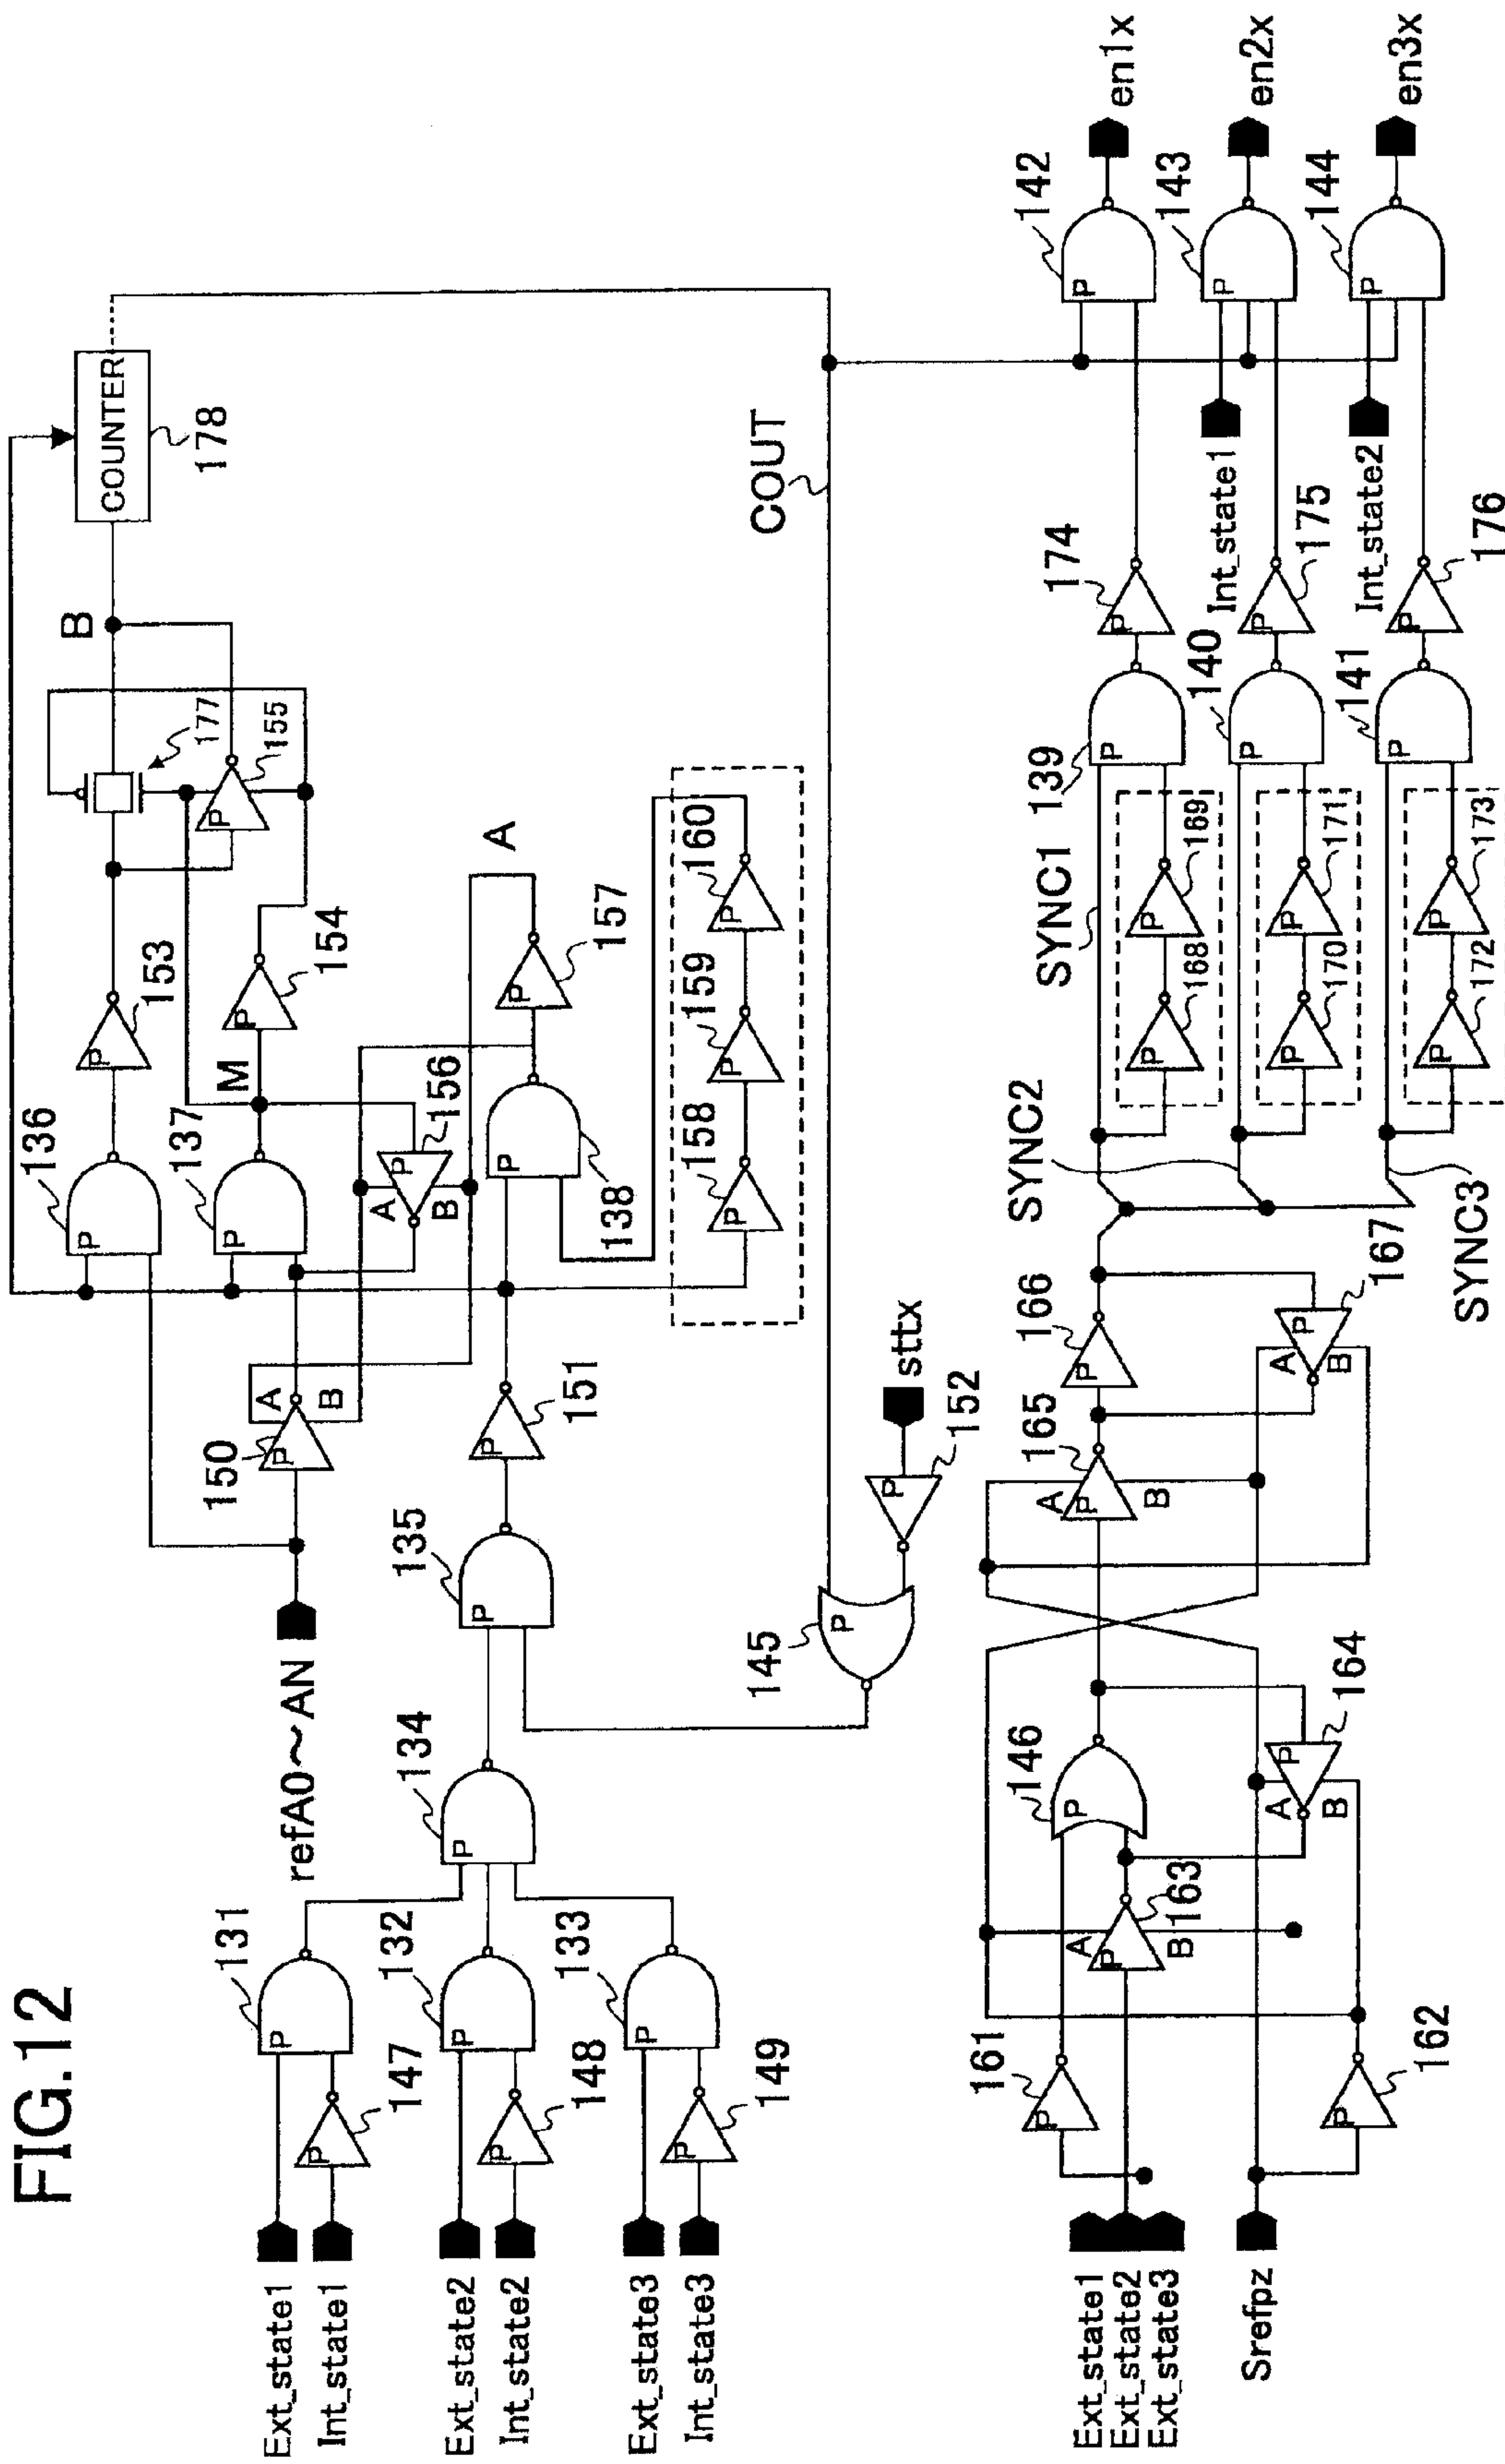 FIG.12
Ext_state1
Int_state1
Ext_state2
Int_state2
Ext_state3
Int_state3
131
147
P
P
132
148
P
P
133
149
P
P
134
P
refA0~AN
150
P
A
B
135
P
151
P
136
P
137
P
M
153
P
154
P
156
P
A
B
138
P
157
P
A
158
P
159
P
160
P
177
155
P
B
COUNTER
178
COUT
145
P
sttx
152
P
Ext_state1
Ext_state2
Ext_state3
Srefpz
161
P
162
P
163
P
A
B
146
P
164
P
A
B
165
P
A
B
166
P
167
P
A
B
SYNC1
SYNC2
SYNC3
168
P
169
P
170
P
171
P
172
P
173
P
139
P
140
P
141
P
174
P
175
P
176
P
Int_state1
Int_state2
142
P
143
P
144
P
en1x
en2x
en3x